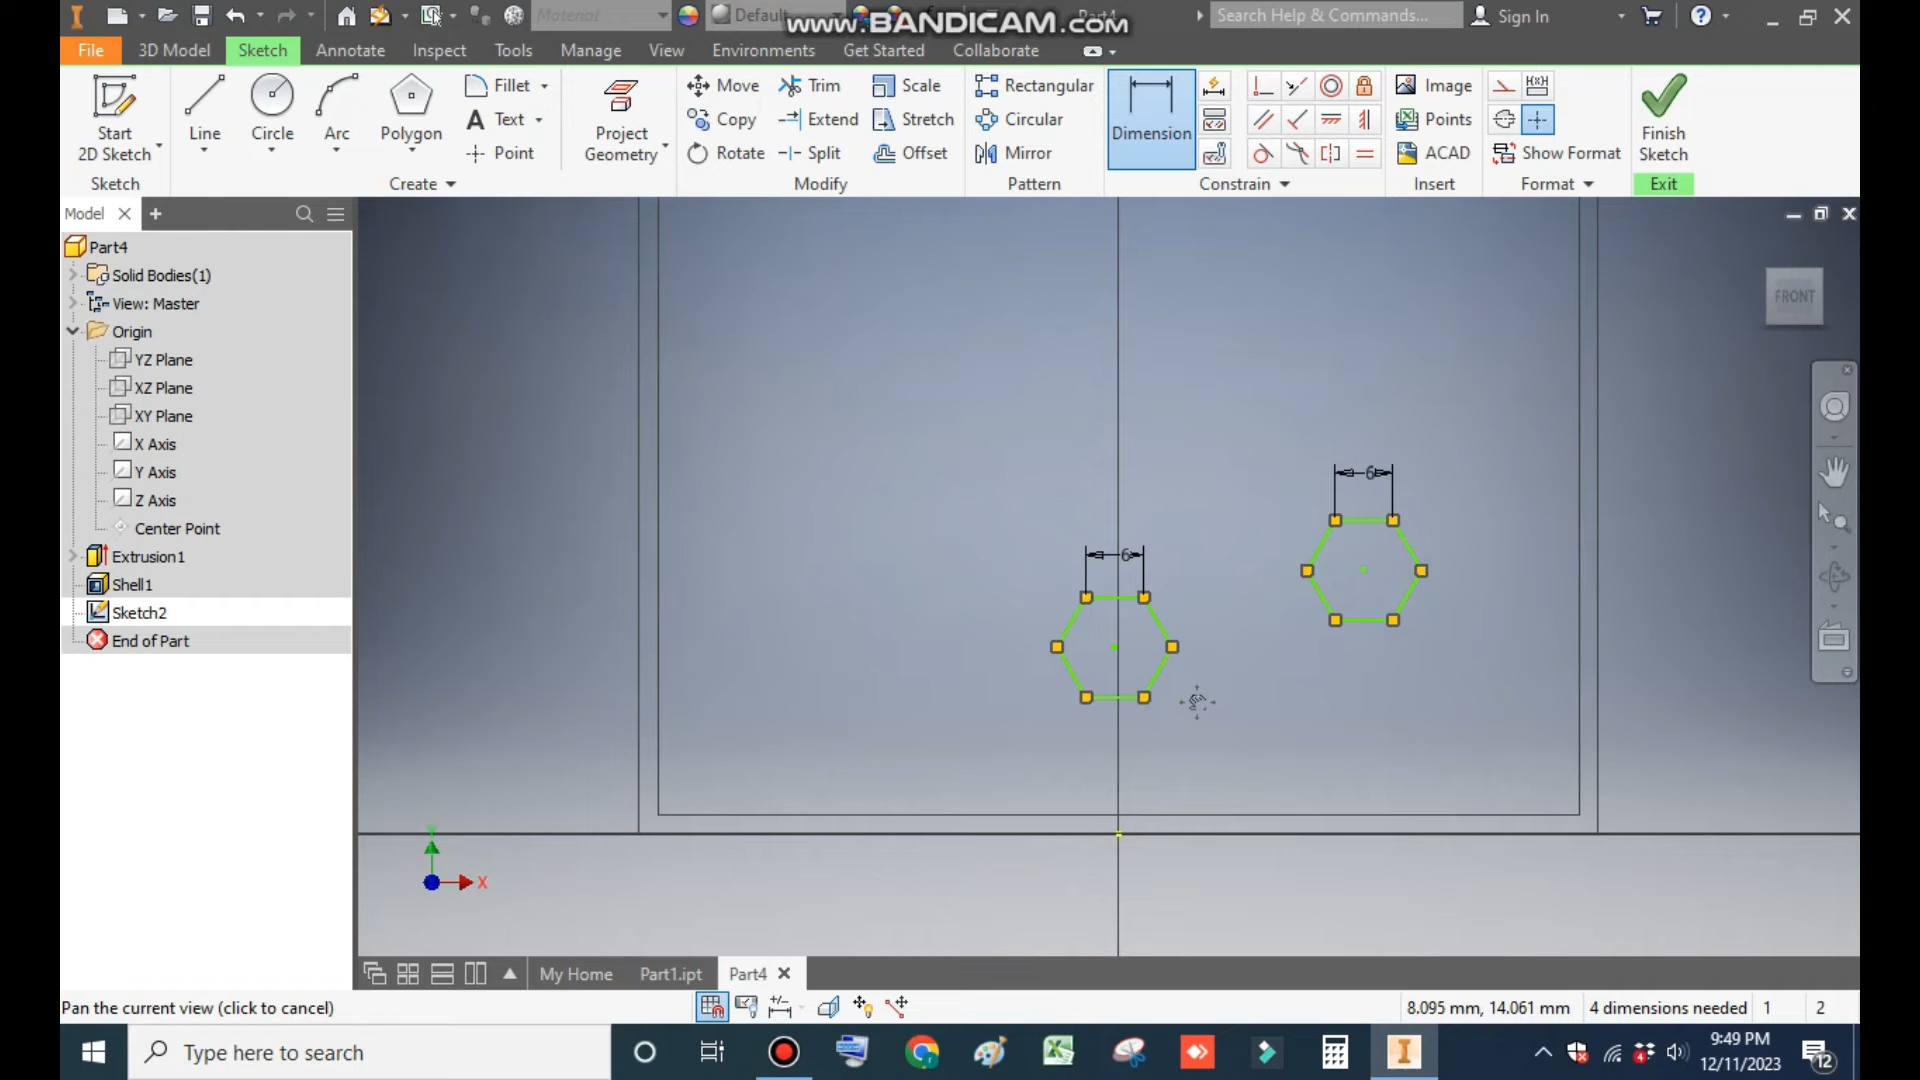 Material
Default
www.BANDICAM.com
Part4
Search Help & Commands...
Sign In
File
3D Model
Sketch
Annotate
Inspect
Tools
Manage
View
Environments
Get Started
Collaborate
Start
2D Sketch
Line
Circle
Arc
Polygon
Fillet
Text
Point
Project
Geometry
Move
Copy
Rotate
Trim
Extend
Split
Scale
Stretch
Offset
Rectangular
Circular
Mirror
Dimension
Image
Points
ACAD
Show Format
Finish
Sketch
Sketch
Create
Modify
Pattern
Constrain
Insert
Format
Exit
Model
Part4
Solid Bodies(1)
View: Master
Origin
YZ Plane
XZ Plane
XY Plane
X Axis
Y Axis
Z Axis
Center Point
Extrusion1
Shell1
Sketch2
End of Part
FRONT
6
6
Y
X
My Home
Part1.ipt
Part4
Pan the current view (click to cancel)
8.095 mm, 14.061 mm
4 dimensions needed
1
2
Type here to search
9:49 PM
12/11/2023
12